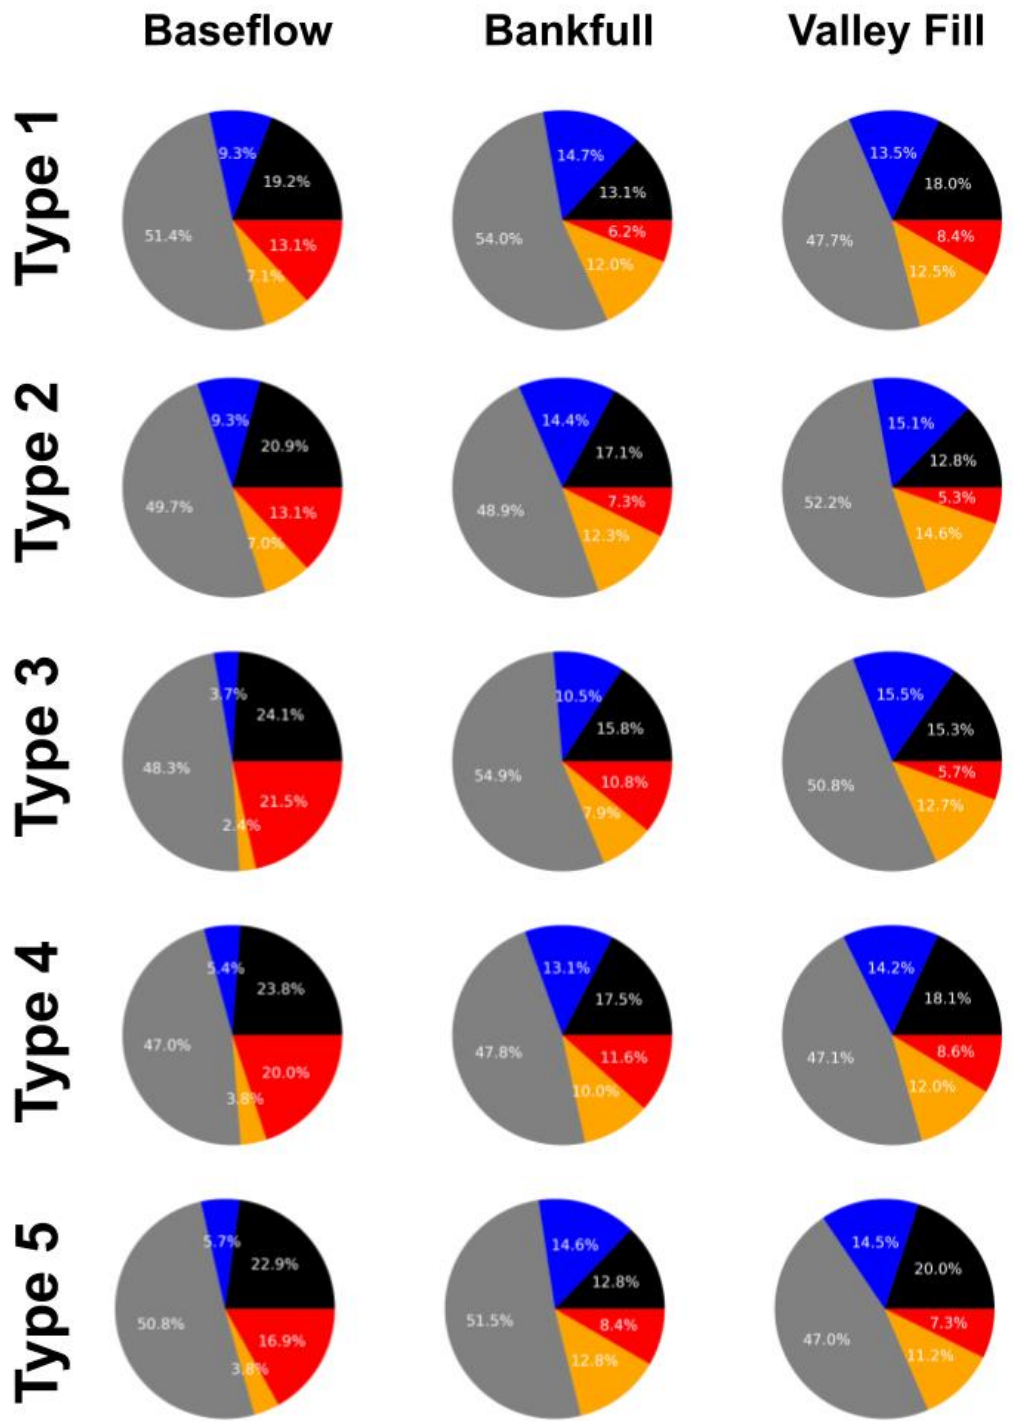 Baseflow Bankfull Valley Fill
Type 1
9.3% 19.2% 51.4% 13.1% 7.1%
14.7% 13.1% 54.0% 6.2% 12.0%
13.5% 18.0% 47.7% 8.4% 12.5%
Type 2
9.3% 20.9% 49.7% 13.1% 7.0%
14.4% 17.1% 48.9% 7.3% 12.3%
15.1% 12.8% 52.2% 5.3% 14.6%
Type 3
3.7% 24.1% 48.3% 21.5% 2.4%
10.5% 15.8% 54.9% 10.8% 7.9%
15.5% 15.3% 50.8% 5.7% 12.7%
Type 4
5.4% 23.8% 47.0% 20.0% 3.8%
13.1% 17.5% 47.8% 11.6% 10.0%
14.2% 18.1% 47.1% 8.6% 12.0%
Type 5
5.7% 22.9% 50.8% 16.9% 3.8%
14.6% 12.8% 51.5% 8.4% 12.8%
14.5% 20.0% 47.0% 7.3% 11.2%